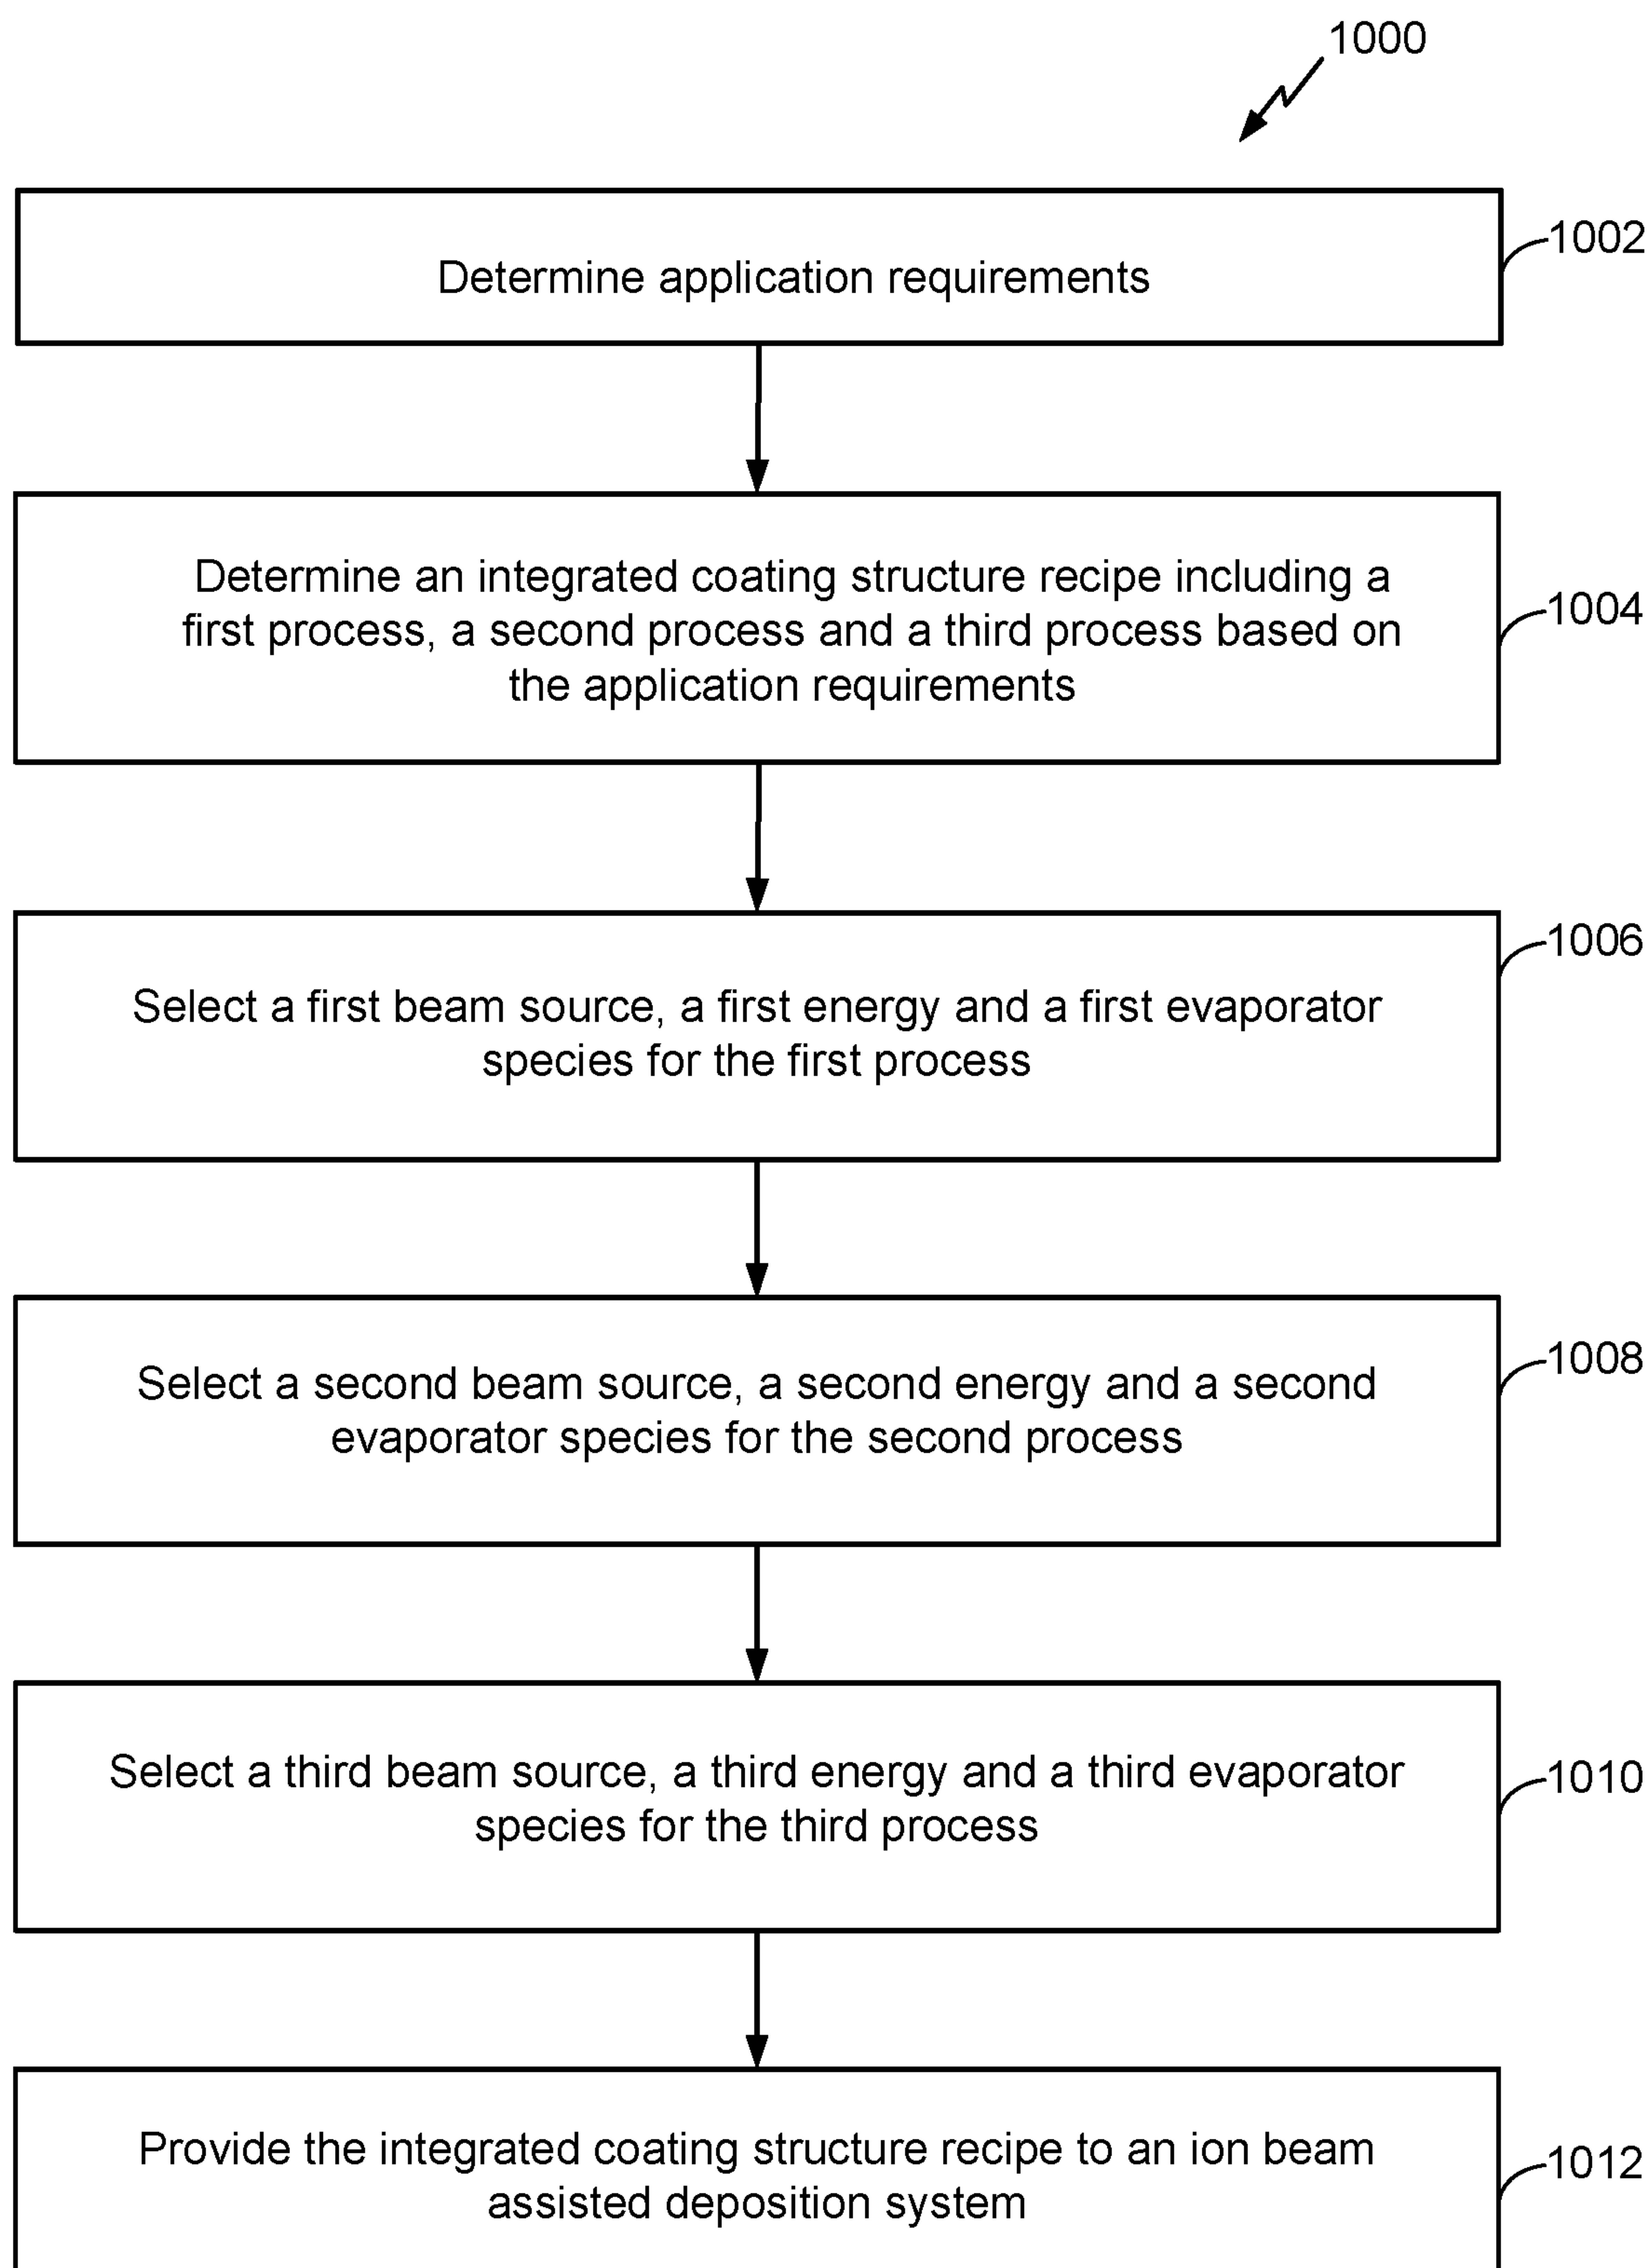 1000
Determine application requirements
1002
Determine an integrated coating structure recipe including a
first process, a second process and a third process based on
the application requirements
1004
Select a first beam source, a first energy and a first evaporator
species for the first process
1006
Select a second beam source, a second energy and a second
evaporator species for the second process
1008
Select a third beam source, a third energy and a third evaporator
species for the third process
1010
Provide the integrated coating structure recipe to an ion beam
assisted deposition system
1012